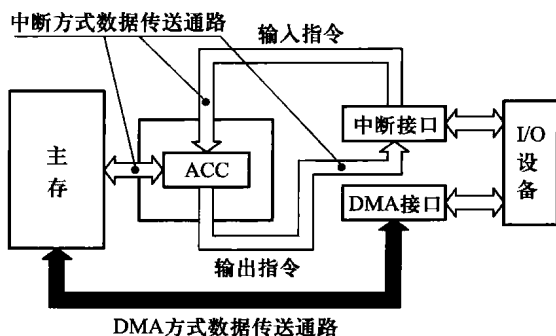 中断方式数据传送通路
输入指令
主存
ACC
中断接口
I/O
设备
DMA接口
输出指令
DMA方式数据传送通路